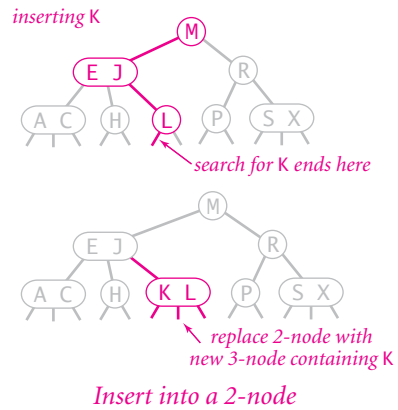 inserting K
M
E J R
A C H L P S X
search for K ends here
M
E J R
A C H K L P S X
replace 2-node with
new 3-node containing K
Insert into a 2-node